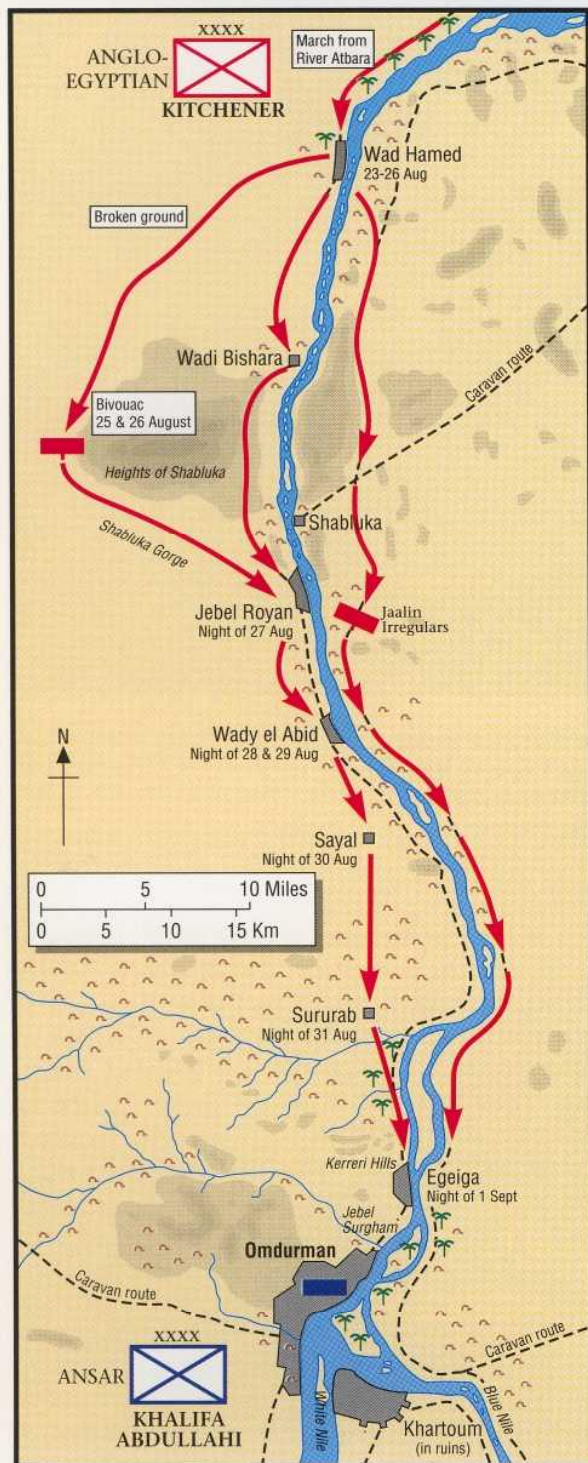 XXXX
ANGLO-
EGYPTIAN
KITCHENER
March from
River Atbara
Wad Hamed
23-26 Aug
Broken ground
Wadi Bishara
Caravan route
Bivouac
25 & 26 August
Heights of Shabluka
Shabluka
Shabluka Gorge
Jebel Royan
Night of 27 Aug
Jaalin
Irregulars
Wady el Abid
Night of 28 & 29 Aug
N
Sayal
Night of 30 Aug
0 5 10 Miles
0 5 10 15 Km
Sururab
Night of 31 Aug
Kerreri Hills
Egeiga
Night of 1 Sept
Jebel
Surgham
Omdurman
Caravan route
Caravan route
XXXX
ANSAR
KHALIFA
ABDULLAHI
White Nile
Blue Nile
Khartoum
(in ruins)